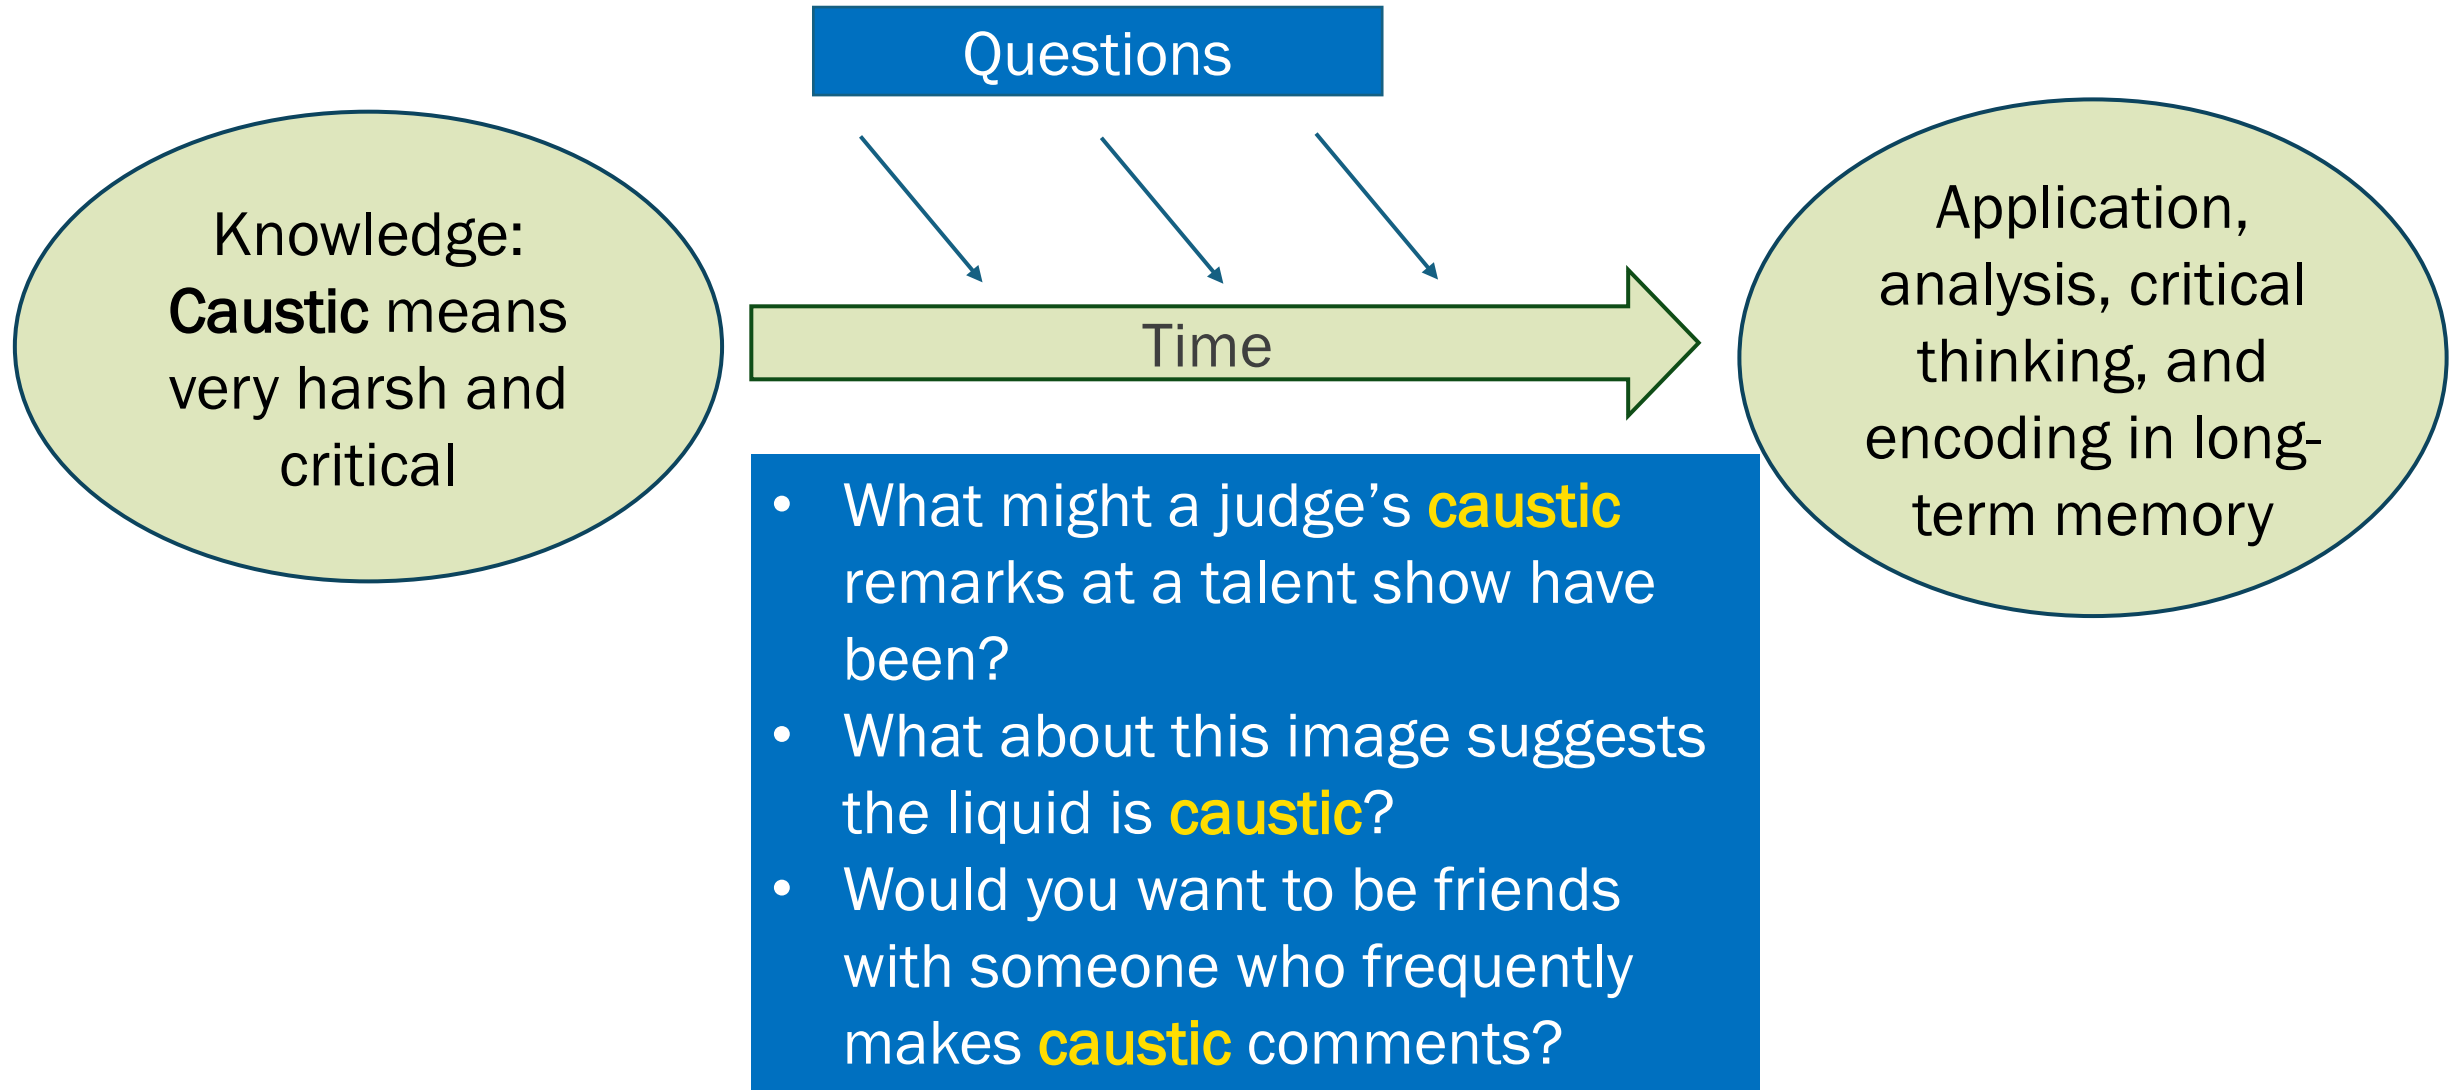 Questions
Knowledge:
Caustic means
very harsh and
critical
Time
Application,
analysis, critical
thinking, and
encoding in long-
term memory
• What might a judge’s caustic
remarks at a talent show have
been?
• What about this image suggests
the liquid is caustic?
• Would you want to be friends
with someone who frequently
makes caustic comments?